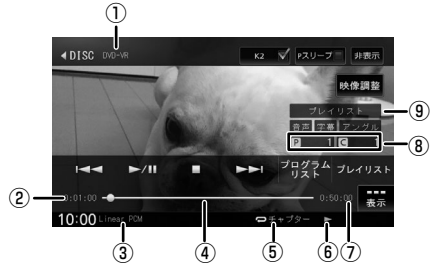 ①
◀DISC DVD-VR K2 Pスリープ 非表示
映像調整
プレイリスト ⑨
音声 字幕 アングル
P 1 C 1 ⑧
プログラムリスト プレイリスト
② 0:01:00 0:50:00 表示
10:00 Linear PCM チャプター
③ ④ ⑤ ⑥ ⑦